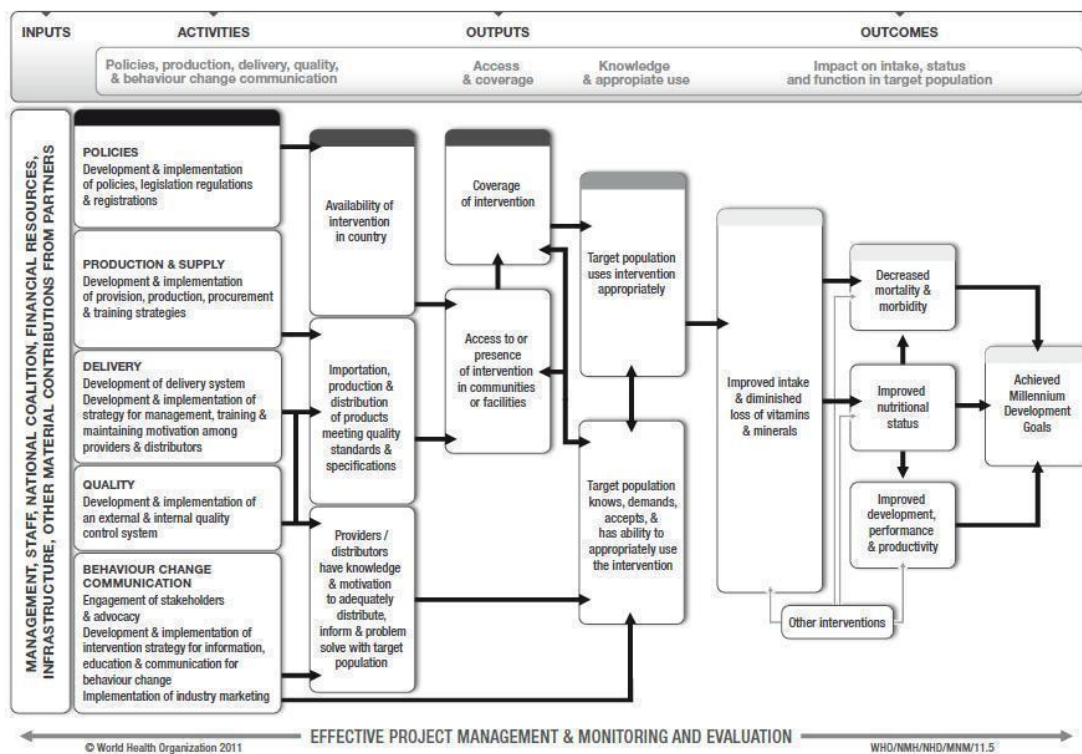 INPUTS
ACTIVITIES
OUTPUTS
OUTCOMES
Policies, production, delivery, quality,
& behaviour change communication
Access
& coverage
Knowledge
& appropiate use
Impact on intake, status
and function in target population
MANAGEMENT, STAFF, NATIONAL COALITION, FINANCIAL RESOURCES,
INFRASTRUCTURE, OTHER MATERIAL CONTRIBUTIONS FROM PARTNERS
POLICIES
Development & implementation
of policies, legislation regulations
& registrations
PRODUCTION & SUPPLY
Development & implementation
of provision, production, procurement
& training strategies
DELIVERY
Development of delivery system
Development & implementation of
strategy for management, training &
maintaining motivation among
providers & distributors
QUALITY
Development & implementation of
an external & internal quality
control system
BEHAVIOUR CHANGE
COMMUNICATION
Engagement of stakeholders
& advocacy
Development & implementation of
intervention strategy for information,
education & communication for
behaviour change
Implementation of industry marketing
Availability of
intervention
in country
Importation,
production &
distribution
of products
meeting quality
standards &
specifications
Providers /
distributors
have knowledge
& motivation
to adequately
distribute,
inform & problem
solve with target
population
Coverage
of intervention
Access to or
presence
of intervention
in communities
or facilities
Target population
uses intervention
appropriately
Target population
knows, demands,
accepts, &
has ability to
appropriately use
the intervention
Improved intake
& diminished
loss of vitamins
& minerals
Decreased
mortality &
morbidity
Improved
nutritional
status
Improved
development,
performance
& productivity
Other interventions
Achieved
Millennium
Development
Goals
EFFECTIVE PROJECT MANAGEMENT & MONITORING AND EVALUATION
© World Health Organization 2011
WHO/NMH/NHD/MNM/11.5